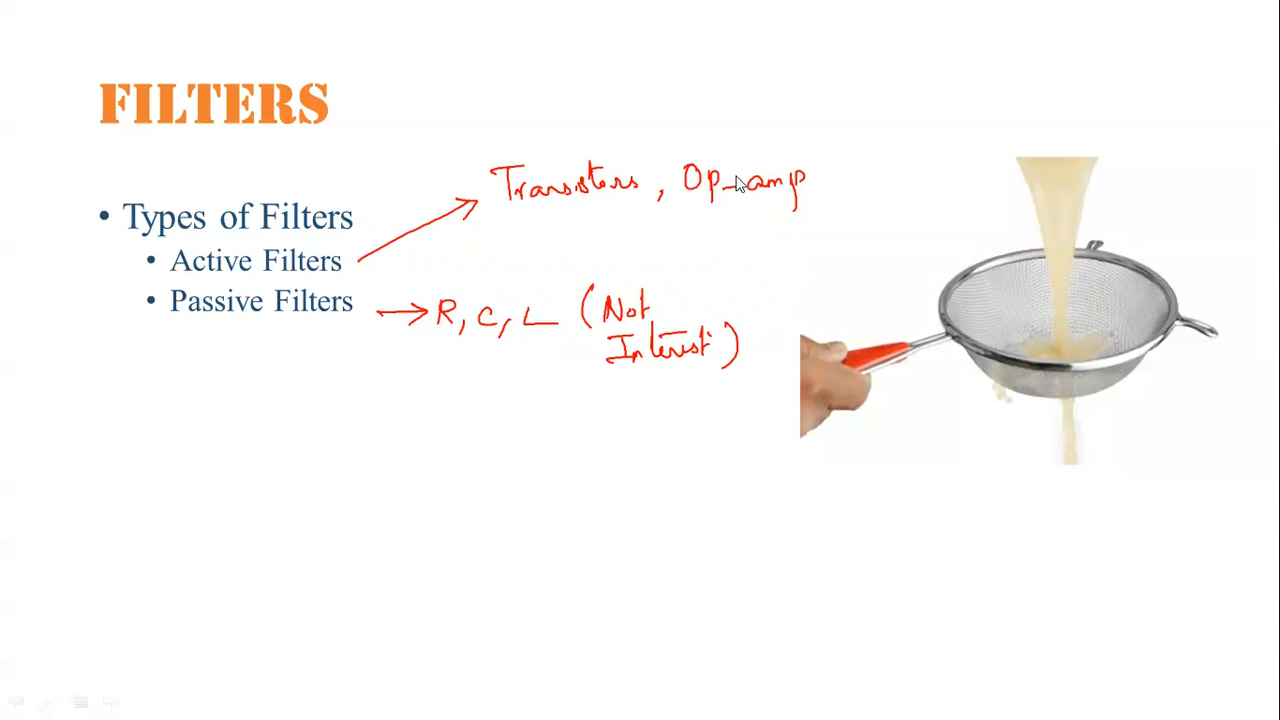 FILTERS
Transistors, Op-amp
• Types of Filters
• Active Filters
• Passive Filters
R, C, L (Not
Interest)